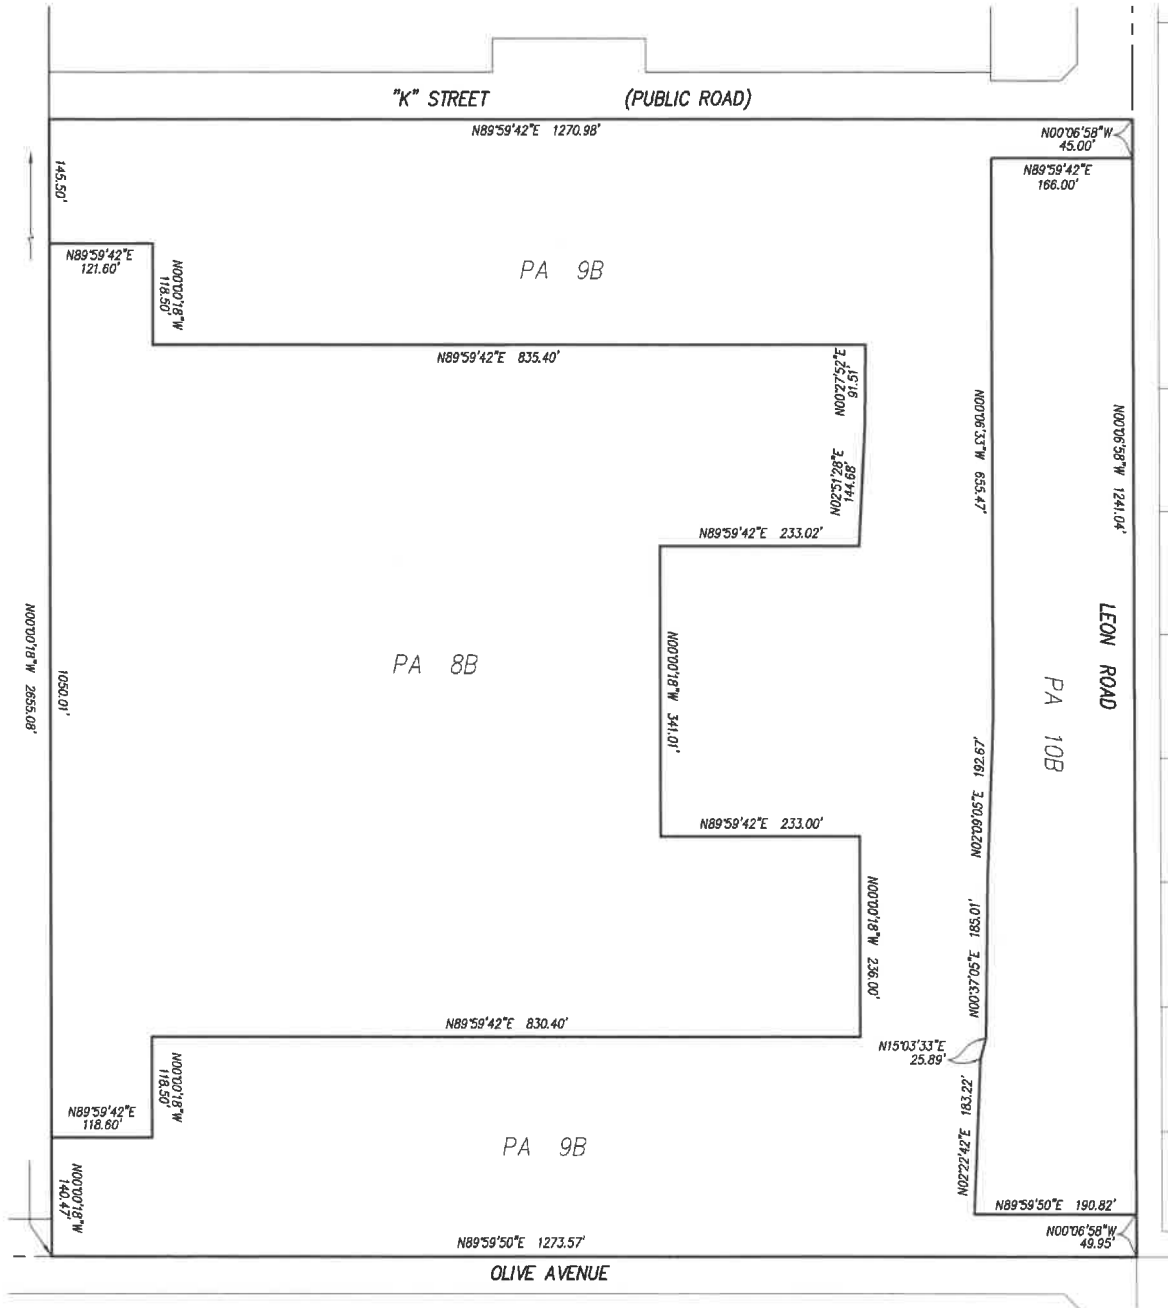 "K" STREET (PUBLIC ROAD)
N89°59'42"E 1270.98'
N00°06'58"W
45.00'
N89°59'42"E
166.00'
145.50'
N89°59'42"E
121.60'
N00°00'18"W
118.50'
PA 9B
N89°59'42"E 835.40'
N00°27'52"E
91.51'
N02°51'28"E
144.68'
N89°59'42"E 233.02'
N00°06'33"W 655.47'
N00°06'58"W 1241.04'
LEON ROAD
PA 10B
N00°00'18"W 2655.08'
1050.01'
PA 8B
N00°00'18"W 341.01'
N02°09'05"E 192.67'
N89°59'42"E 233.00'
N00°00'18"W 236.00'
N00°37'05"E 185.01'
N89°59'42"E 830.40'
N15°03'33"E
25.89'
N00°00'18"W
118.50'
N89°59'42"E
118.60'
N02°22'42"E 183.22'
PA 9B
N00°00'18"W
140.47'
N89°59'50"E 190.82'
N00°06'58"W
49.95'
N89°59'50"E 1273.57'
OLIVE AVENUE